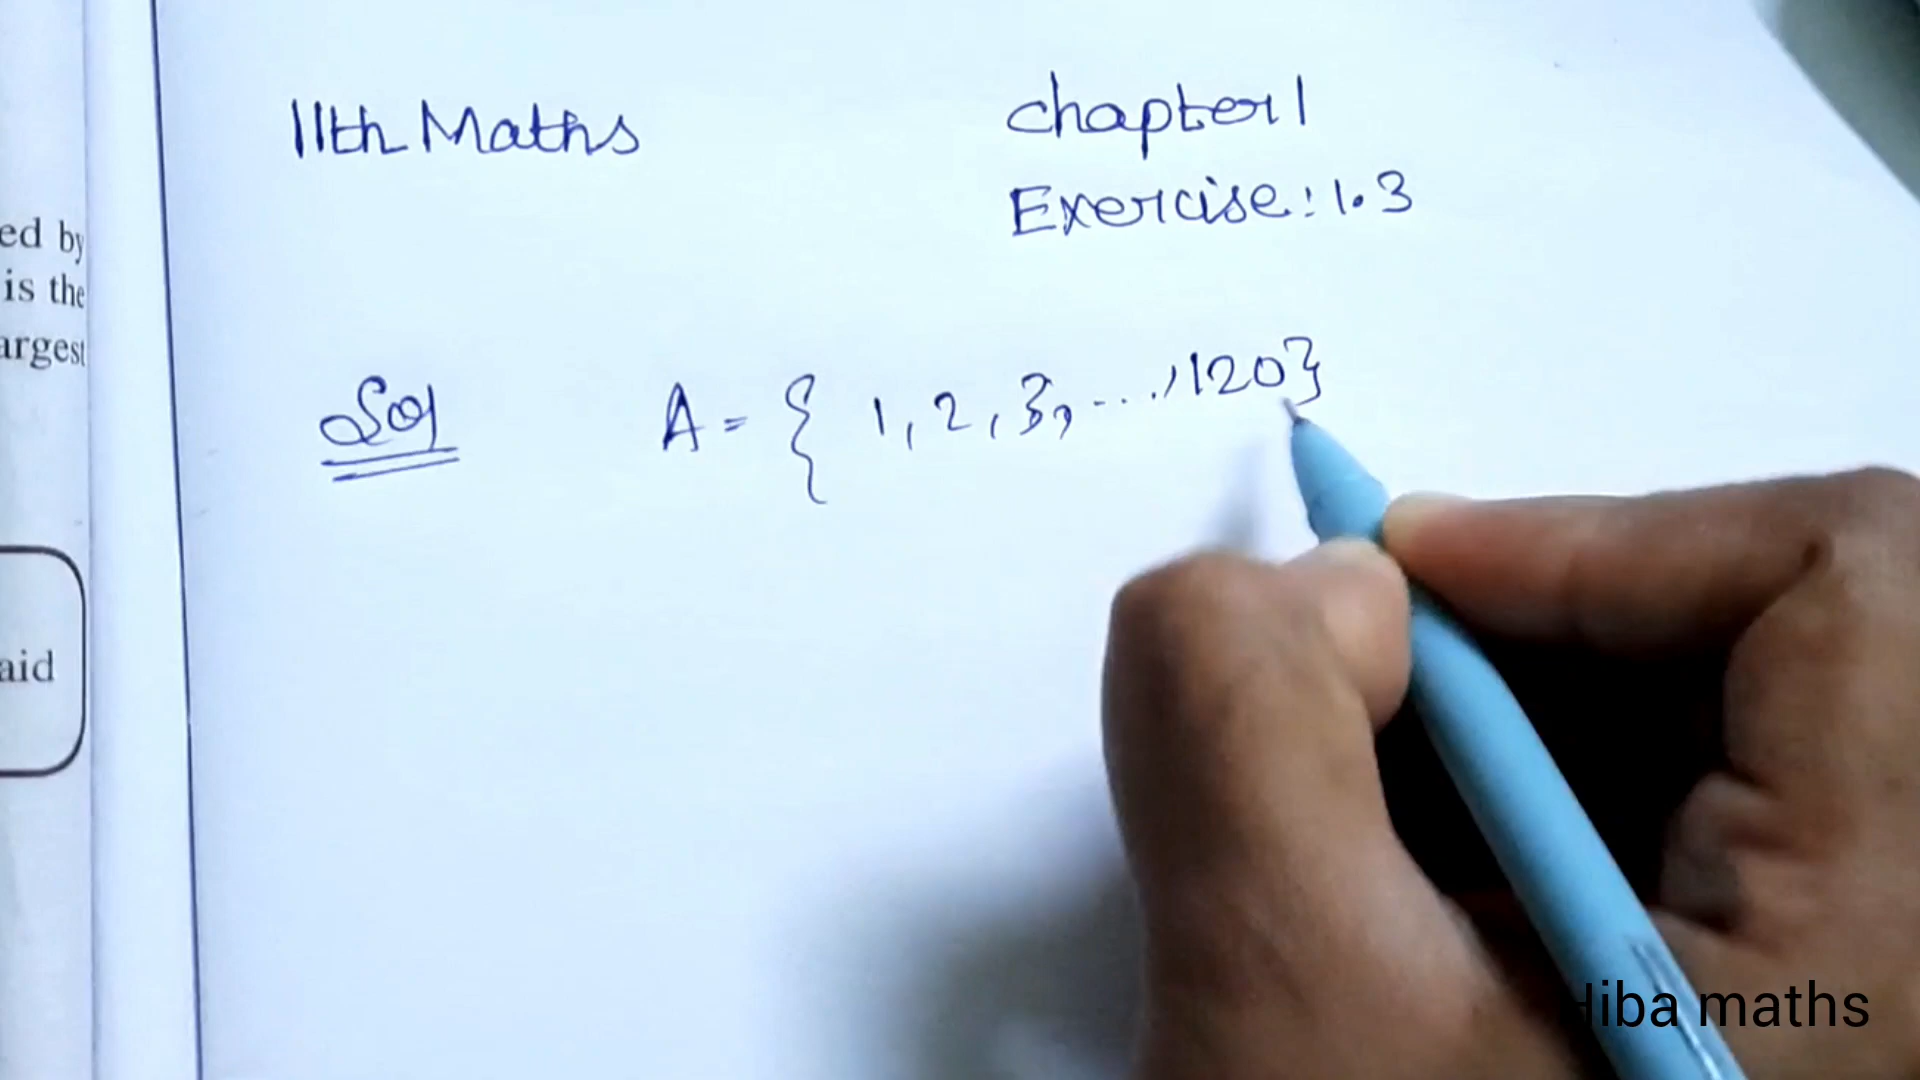 ed by
is the
argest
aid
11th Maths
chapter 1
Exercise: 1.3
Sol
A = { 1, 2, 3, ..., 120}
Hiba maths